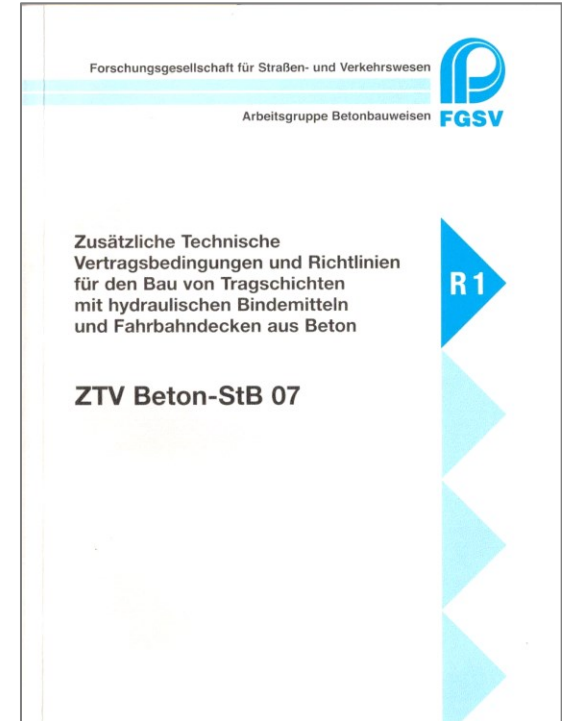 Forschungsgesellschaft für Straßen- und Verkehrswesen
Arbeitsgruppe Betonbauweisen
FGSV
Zusätzliche Technische
Vertragsbedingungen und Richtlinien
für den Bau von Tragschichten
mit hydraulischen Bindemitteln
und Fahrbahndecken aus Beton
R 1
ZTV Beton-StB 07